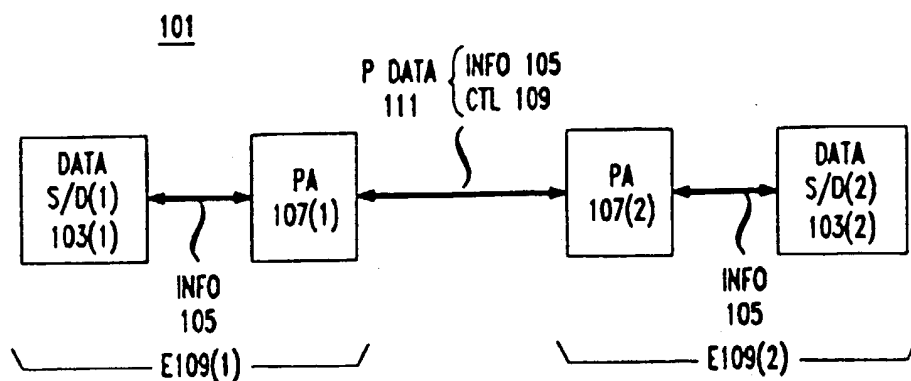 101
P DATA { INFO 105
111 CTL 109
DATA
S/D(1)
103(1)
PA
107(1)
PA
107(2)
DATA
S/D(2)
103(2)
INFO
105
INFO
105
E109(1)
E109(2)